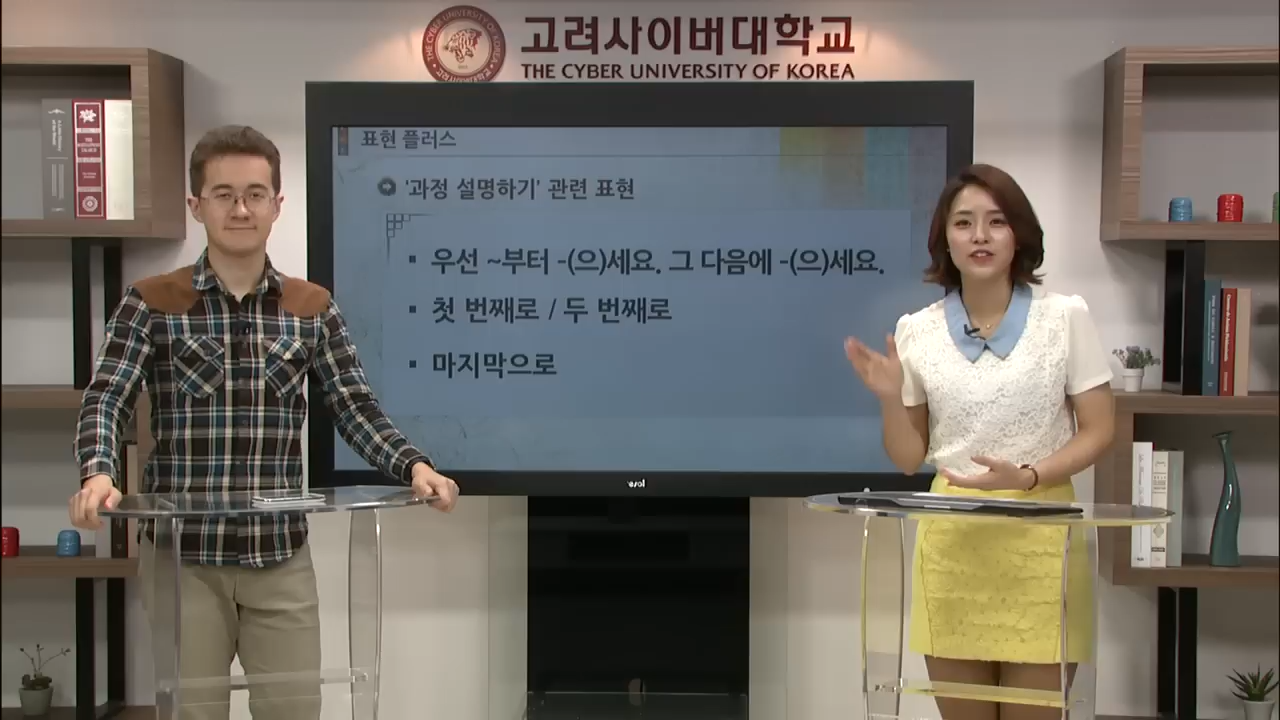 고려사이버대학교
THE CYBER UNIVERSITY OF KOREA
표현 플러스
'과정 설명하기' 관련 표현
우선 ~부터 -(으)세요. 그 다음에 -(으)세요.
첫 번째로 / 두 번째로
마지막으로